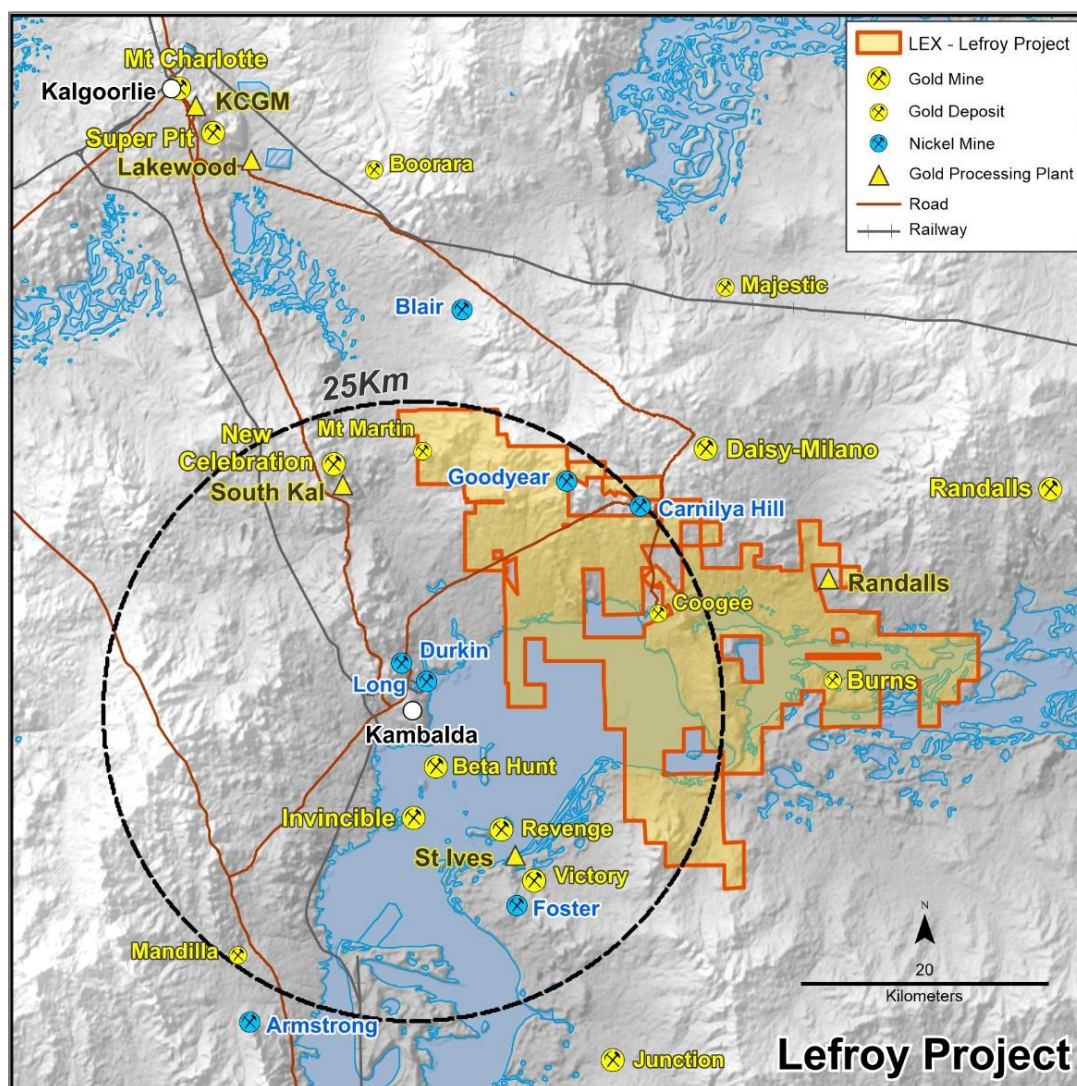 Mt Charlotte
Kalgoorlie
KCGM
Super Pit
Lakewood
Boorara
LEX - Lefroy Project
Gold Mine
Gold Deposit
Nickel Mine
Gold Processing Plant
Road
Railway
Majestic
Blair
25Km
New
Celebration
Mt Martin
South Kal
Goodyear
Daisy-Milano
Carnilya Hill
Randalls
Randalls
Coogee
Durkin
Long
Burns
Kambalda
Beta Hunt
Invincible
Revenge
St Ives
Victory
Foster
Mandilla
Armstrong
Junction
N
20
Kilometers
Lefroy Project